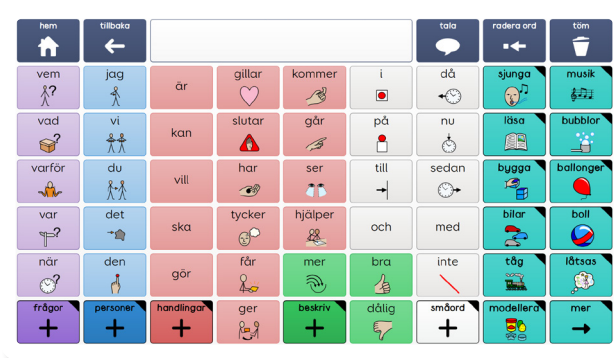 hem tillbaka tala radera ord töm
vem jag är gillar kommer i då sjunga musik
vad vi kan slutar går på nu läsa bubblor
varför du vill har ser till sedan bygga ballonger
var det ska tycker hjälper och med bilar boll
när den gör får mer bra inte tåg låtsas
frågor personer handlingar ger beskriv dålig småord modellera mer